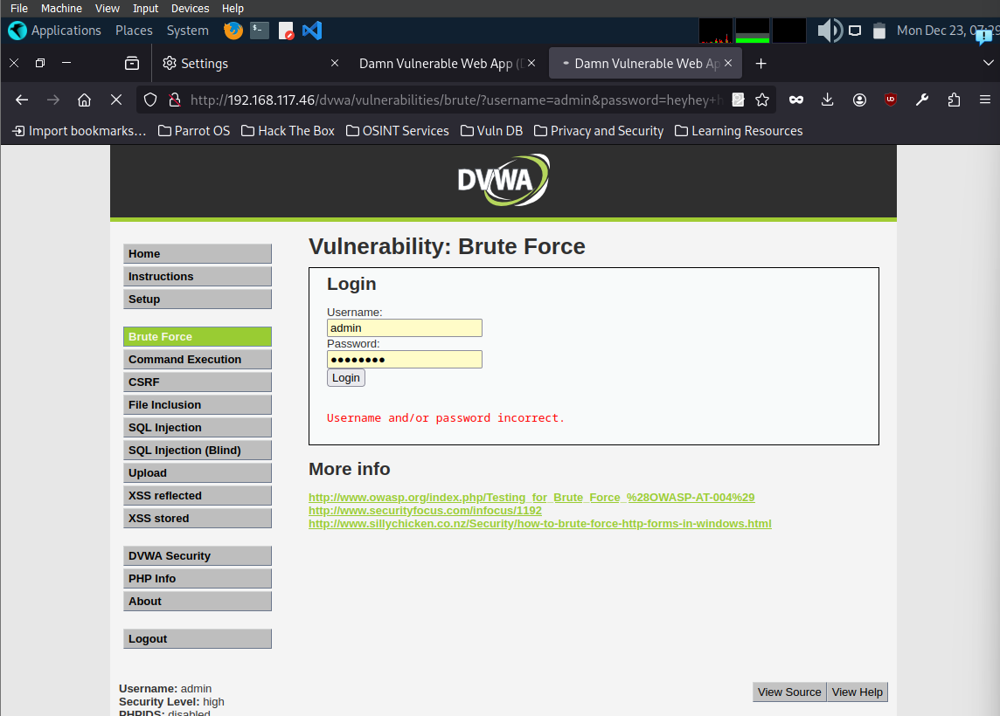 File Machine View Input Devices Help
Applications Places System Mon Dec 23, 07:29
Settings Damn Vulnerable Web App ( Damn Vulnerable Web Ap
http://192.168.117.46/dvwa/vulnerabilities/brute/?username=admin&password=heyhey+h
Import bookmarks… Parrot OS Hack The Box OSINT Services Vuln DB Privacy and Security Learning Resources
DVWA
Vulnerability: Brute Force
Home
Instructions
Setup
Brute Force
Command Execution
CSRF
File Inclusion
SQL Injection
SQL Injection (Blind)
Upload
XSS reflected
XSS stored
DVWA Security
PHP Info
About
Logout
Login
Username:
admin
Password:
●●●●●●●●
Login
Username and/or password incorrect.
More info
http://www.owasp.org/index.php/Testing_for_Brute_Force_%28OWASP-AT-004%29
http://www.securityfocus.com/infocus/1192
http://www.sillychicken.co.nz/Security/how-to-brute-force-http-forms-in-windows.html
Username: admin
Security Level: high
PHPIDS: disabled
View Source View Help